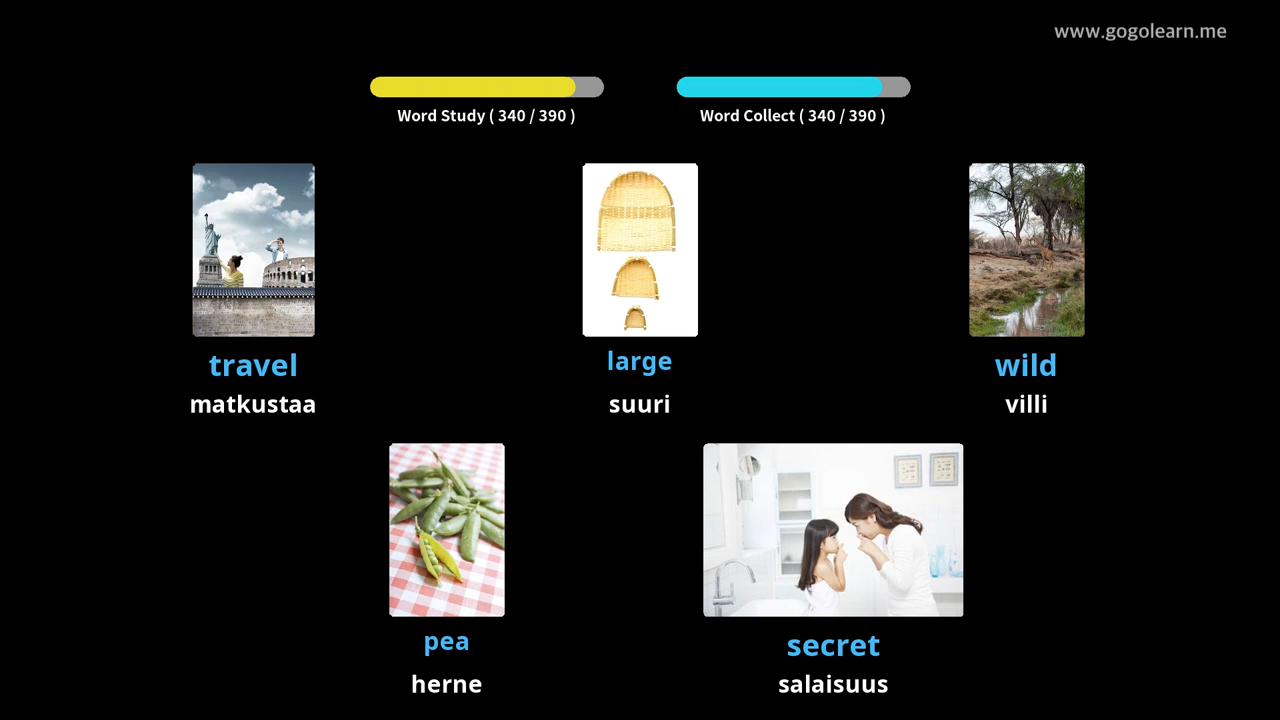 www.gogolearn.me
Word Study ( 340 / 390 )
Word Collect ( 340 / 390 )
travel
matkustaa
large
suuri
wild
villi
pea
herne
secret
salaisuus